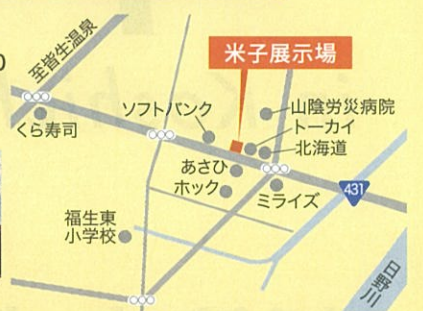 至皆生温泉
米子展示場
ソフトバンク
山陰労災病院
トーカイ
北海道
くら寿司
あさひ
ホック
ミライズ
431
福生東
小学校
日野川